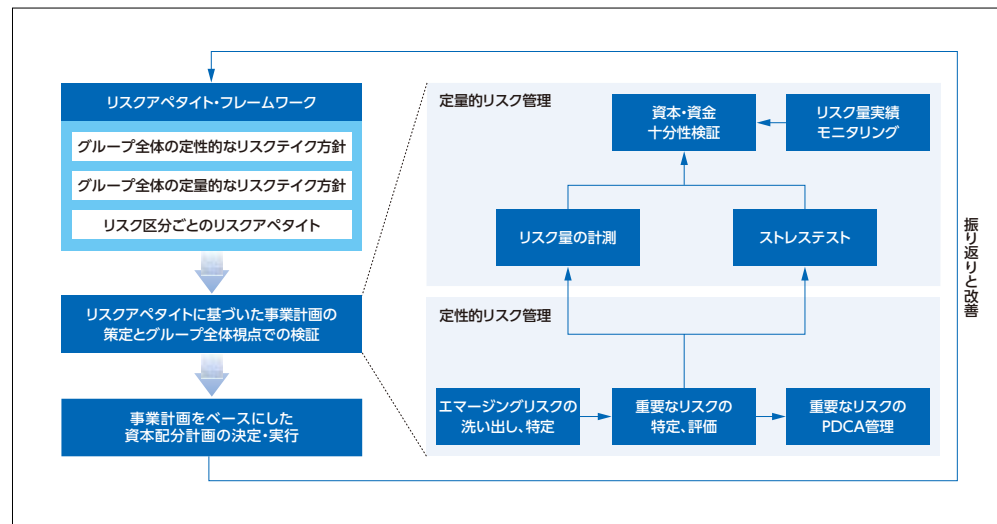 リスクアペタイト・フレームワーク
グループ全体の定性的なリスクテイク方針
グループ全体の定量的なリスクテイク方針
リスク区分ごとのリスクアペタイト
リスクアペタイトに基づいた事業計画の
策定とグループ全体視点での検証
事業計画をベースにした
資本配分計画の決定・実行
定量的リスク管理
資本・資金
十分性検証
リスク量実績
モニタリング
リスク量の計測
ストレステスト
定性的リスク管理
エマージングリスクの
洗い出し、特定
重要なリスクの
特定、評価
重要なリスクの
PDCA管理
振り返りと改善